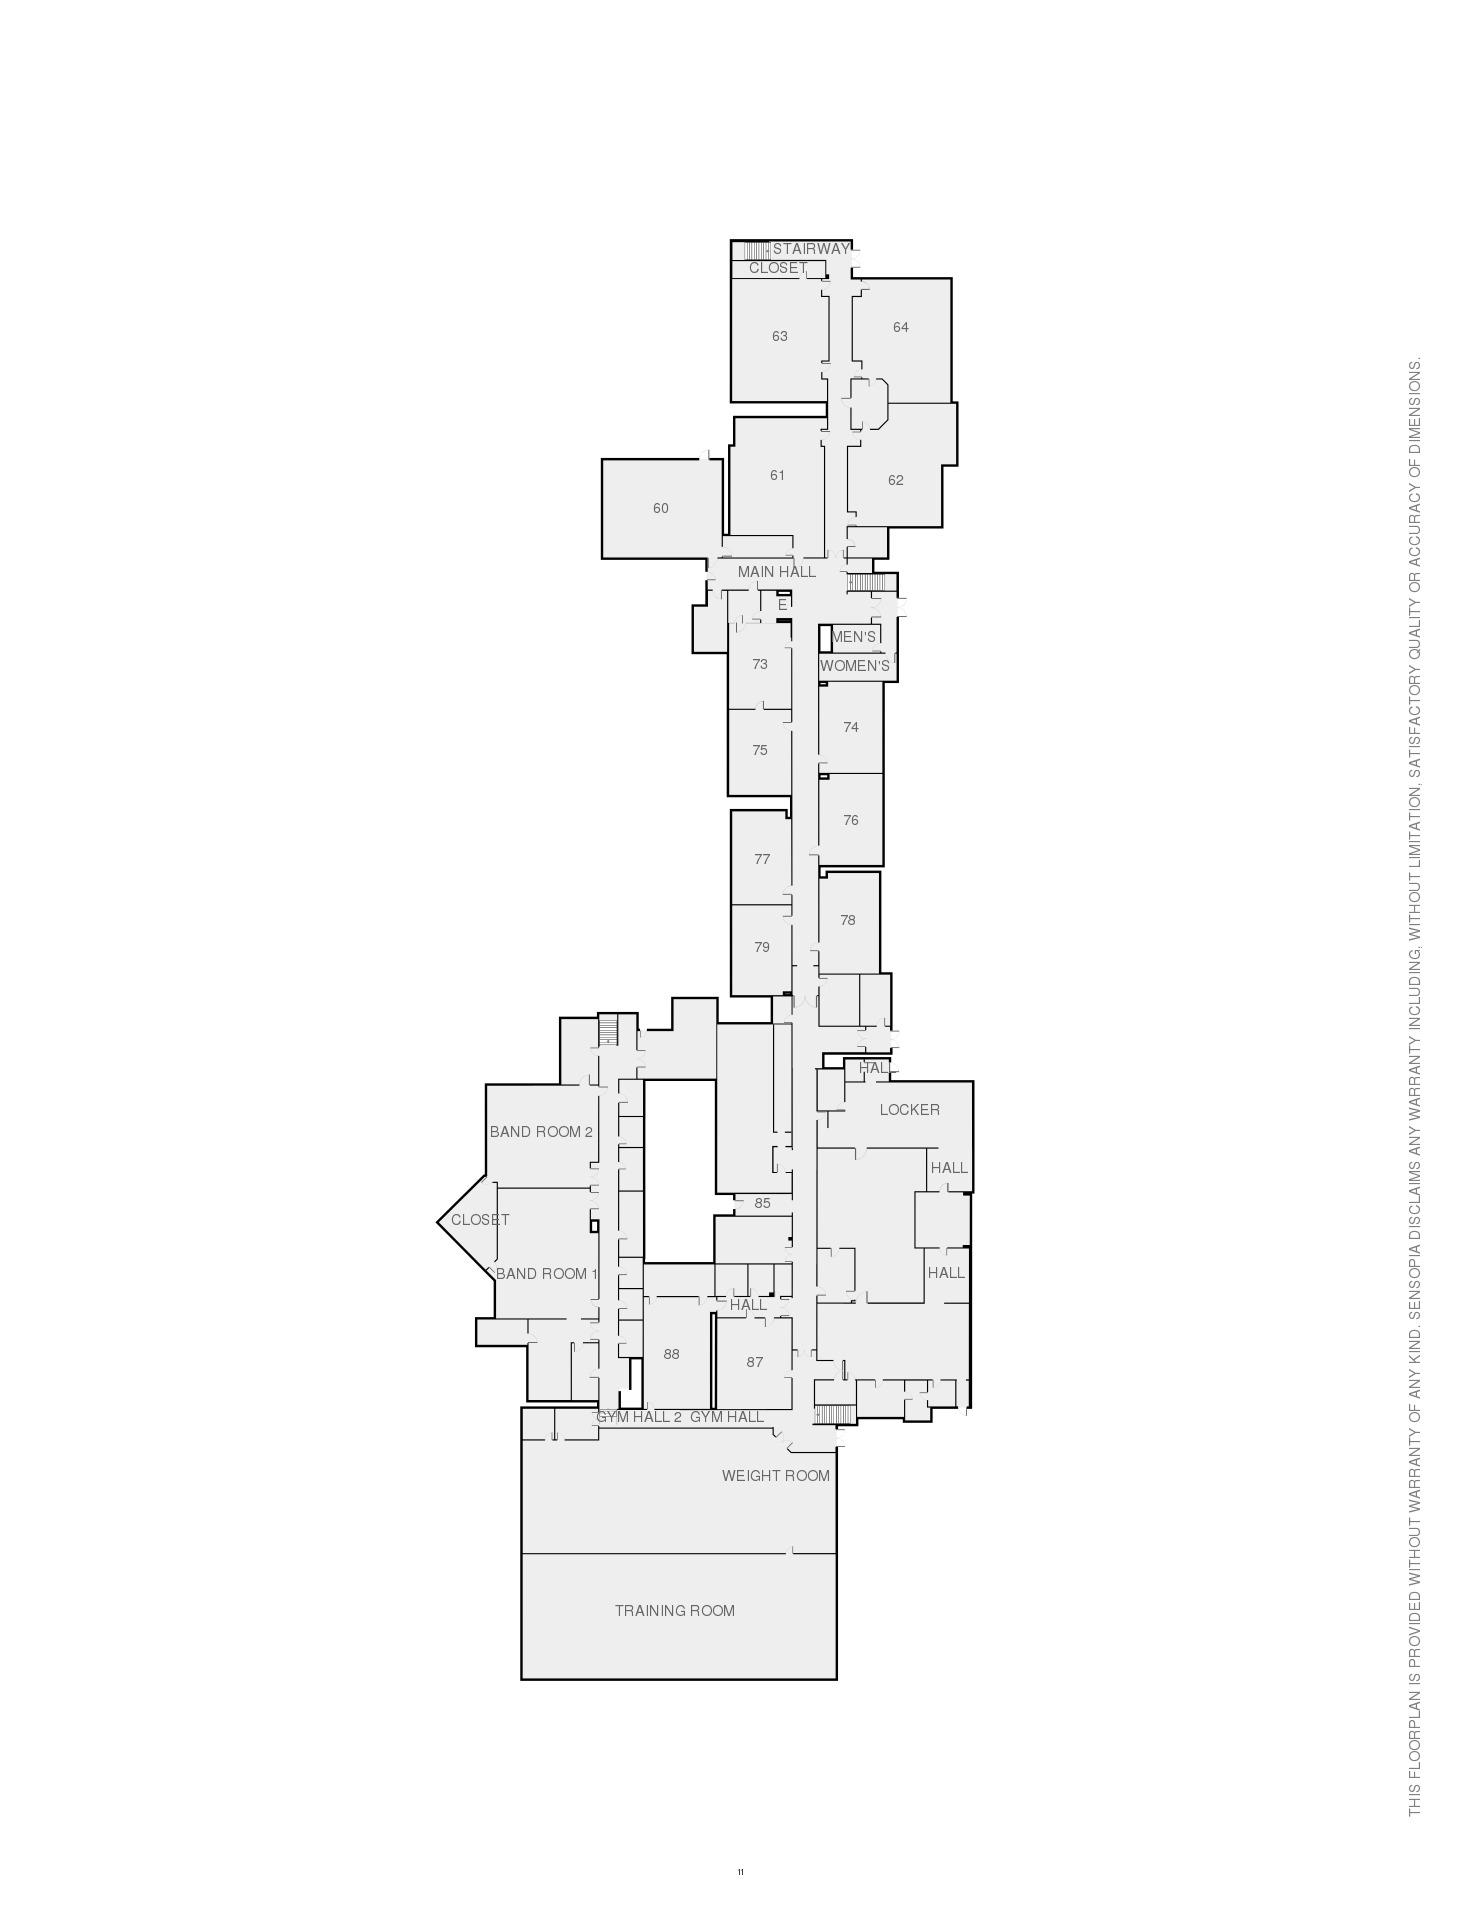 STAIRWAY
CLOSET
64
63
61
62
60
MAIN HALL
E
MEN'S
73
WOMEN'S
74
75
76
77
78
79
HALL
LOCKER
BAND ROOM 2
HALL
85
CLOSET
HALL
BAND ROOM 1
HALL
88
87
GYM HALL 2 GYM HALL
WEIGHT ROOM
TRAINING ROOM
THIS FLOORPLAN IS PROVIDED WITHOUT WARRANTY OF ANY KIND. SENSOPIA DISCLAIMS ANY WARRANTY INCLUDING, WITHOUT LIMITATION, SATISFACTORY QUALITY OR ACCURACY OF DIMENSIONS.
11